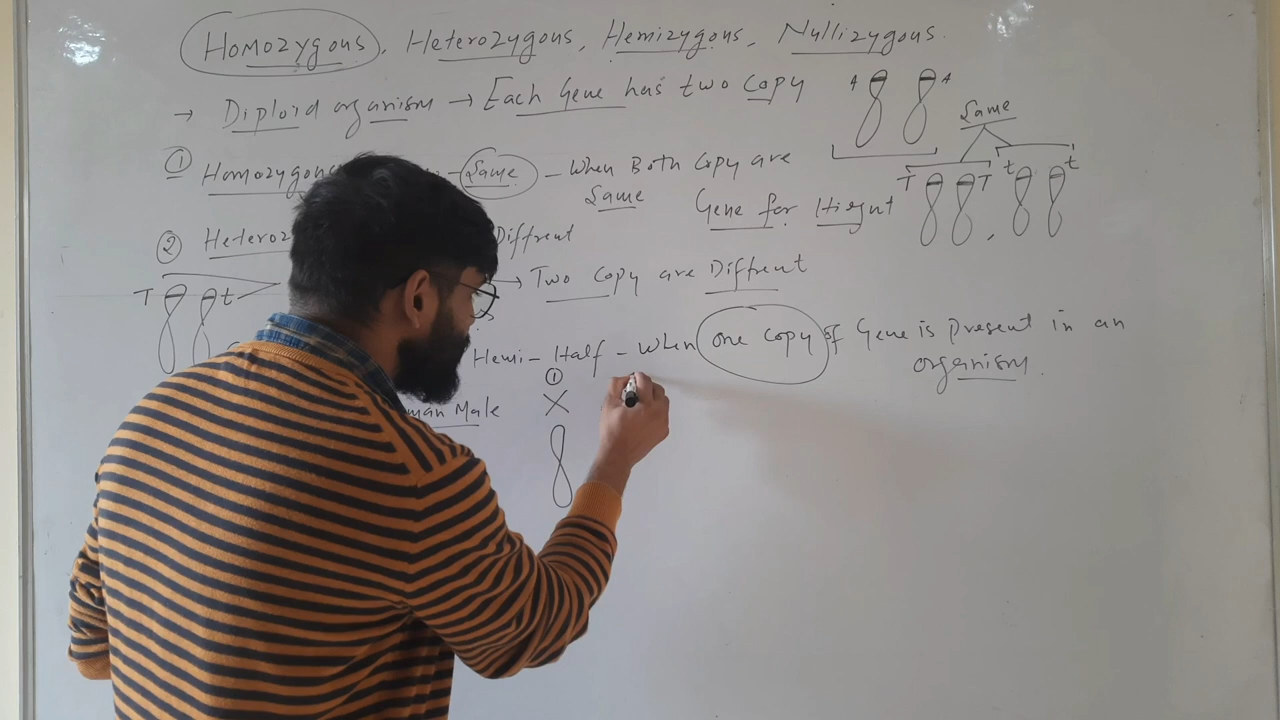 Homozygous, Heterozygous, Hemizygous, Nullizygous.
→ Diploid organism → Each Gene has two copy
A A
Same
① Homozygous – Same – When Both Copy are
Same
T T , t t
Gene for Hieght
② Heteroz Diffrent
→ Two Copy are Diffrent
T t
Hemi – Half – When one copy of Gene is present in an
organism.
①
man Male X